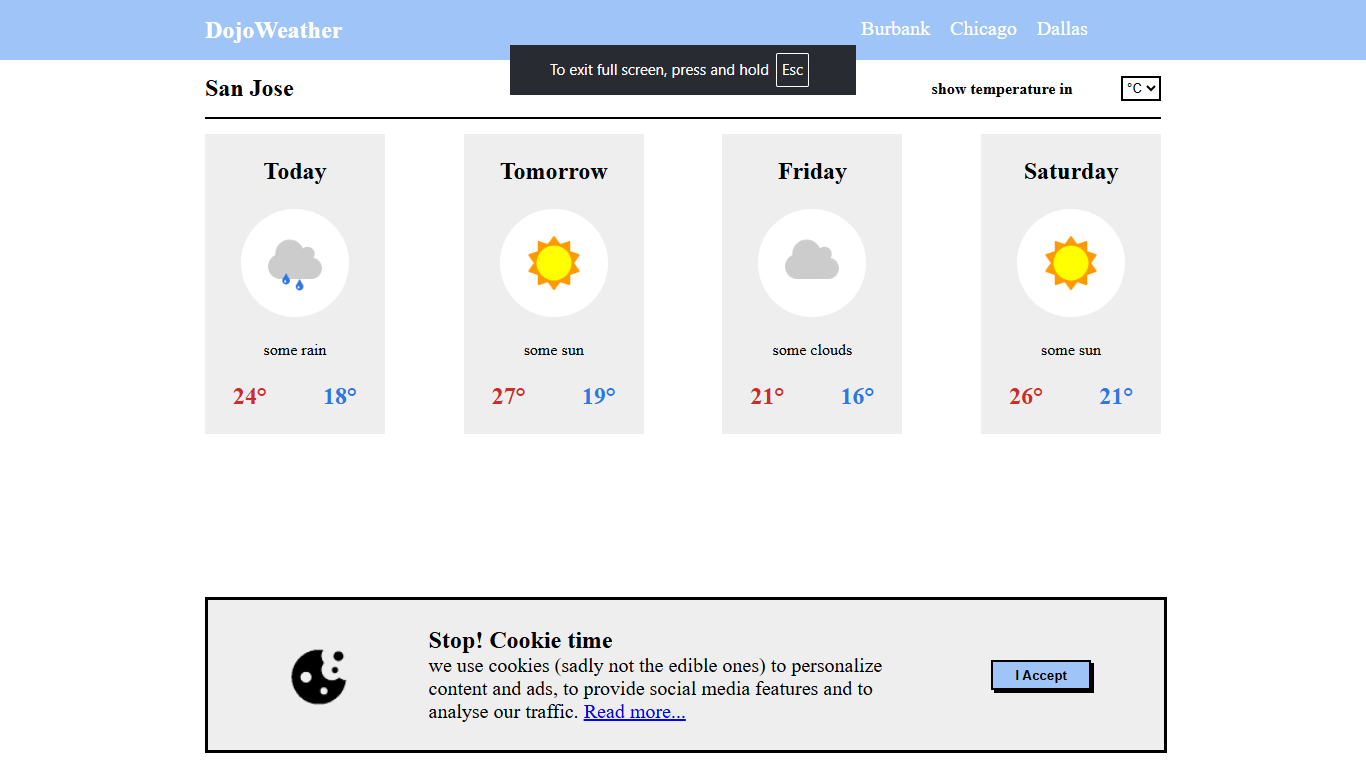 DojoWeather
Burbank Chicago Dallas
To exit full screen, press and hold Esc
San Jose
show temperature in
°C
Today
Tomorrow
Friday
Saturday
some rain
some sun
some clouds
some sun
24° 18°
27° 19°
21° 16°
26° 21°
Stop! Cookie time
we use cookies (sadly not the edible ones) to personalize
content and ads, to provide social media features and to
analyse our traffic. Read more...
I Accept